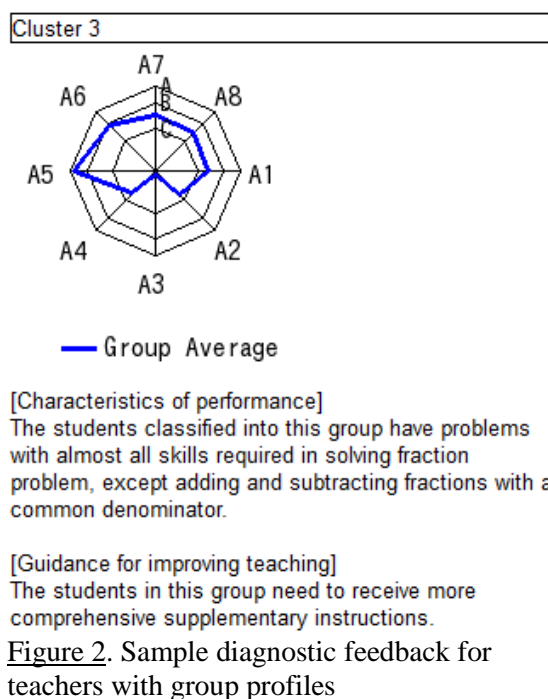 Cluster 3
A7
A6
A
B
C
A8
A5
A1
A4
A2
A3
Group Average
[Characteristics of performance]
The students classified into this group have problems
with almost all skills required in solving fraction
problem, except adding and subtracting fractions with a
common denominator.
[Guidance for improving teaching]
The students in this group need to receive more
comprehensive supplementary instructions.
Figure 2. Sample diagnostic feedback for
teachers with group profiles